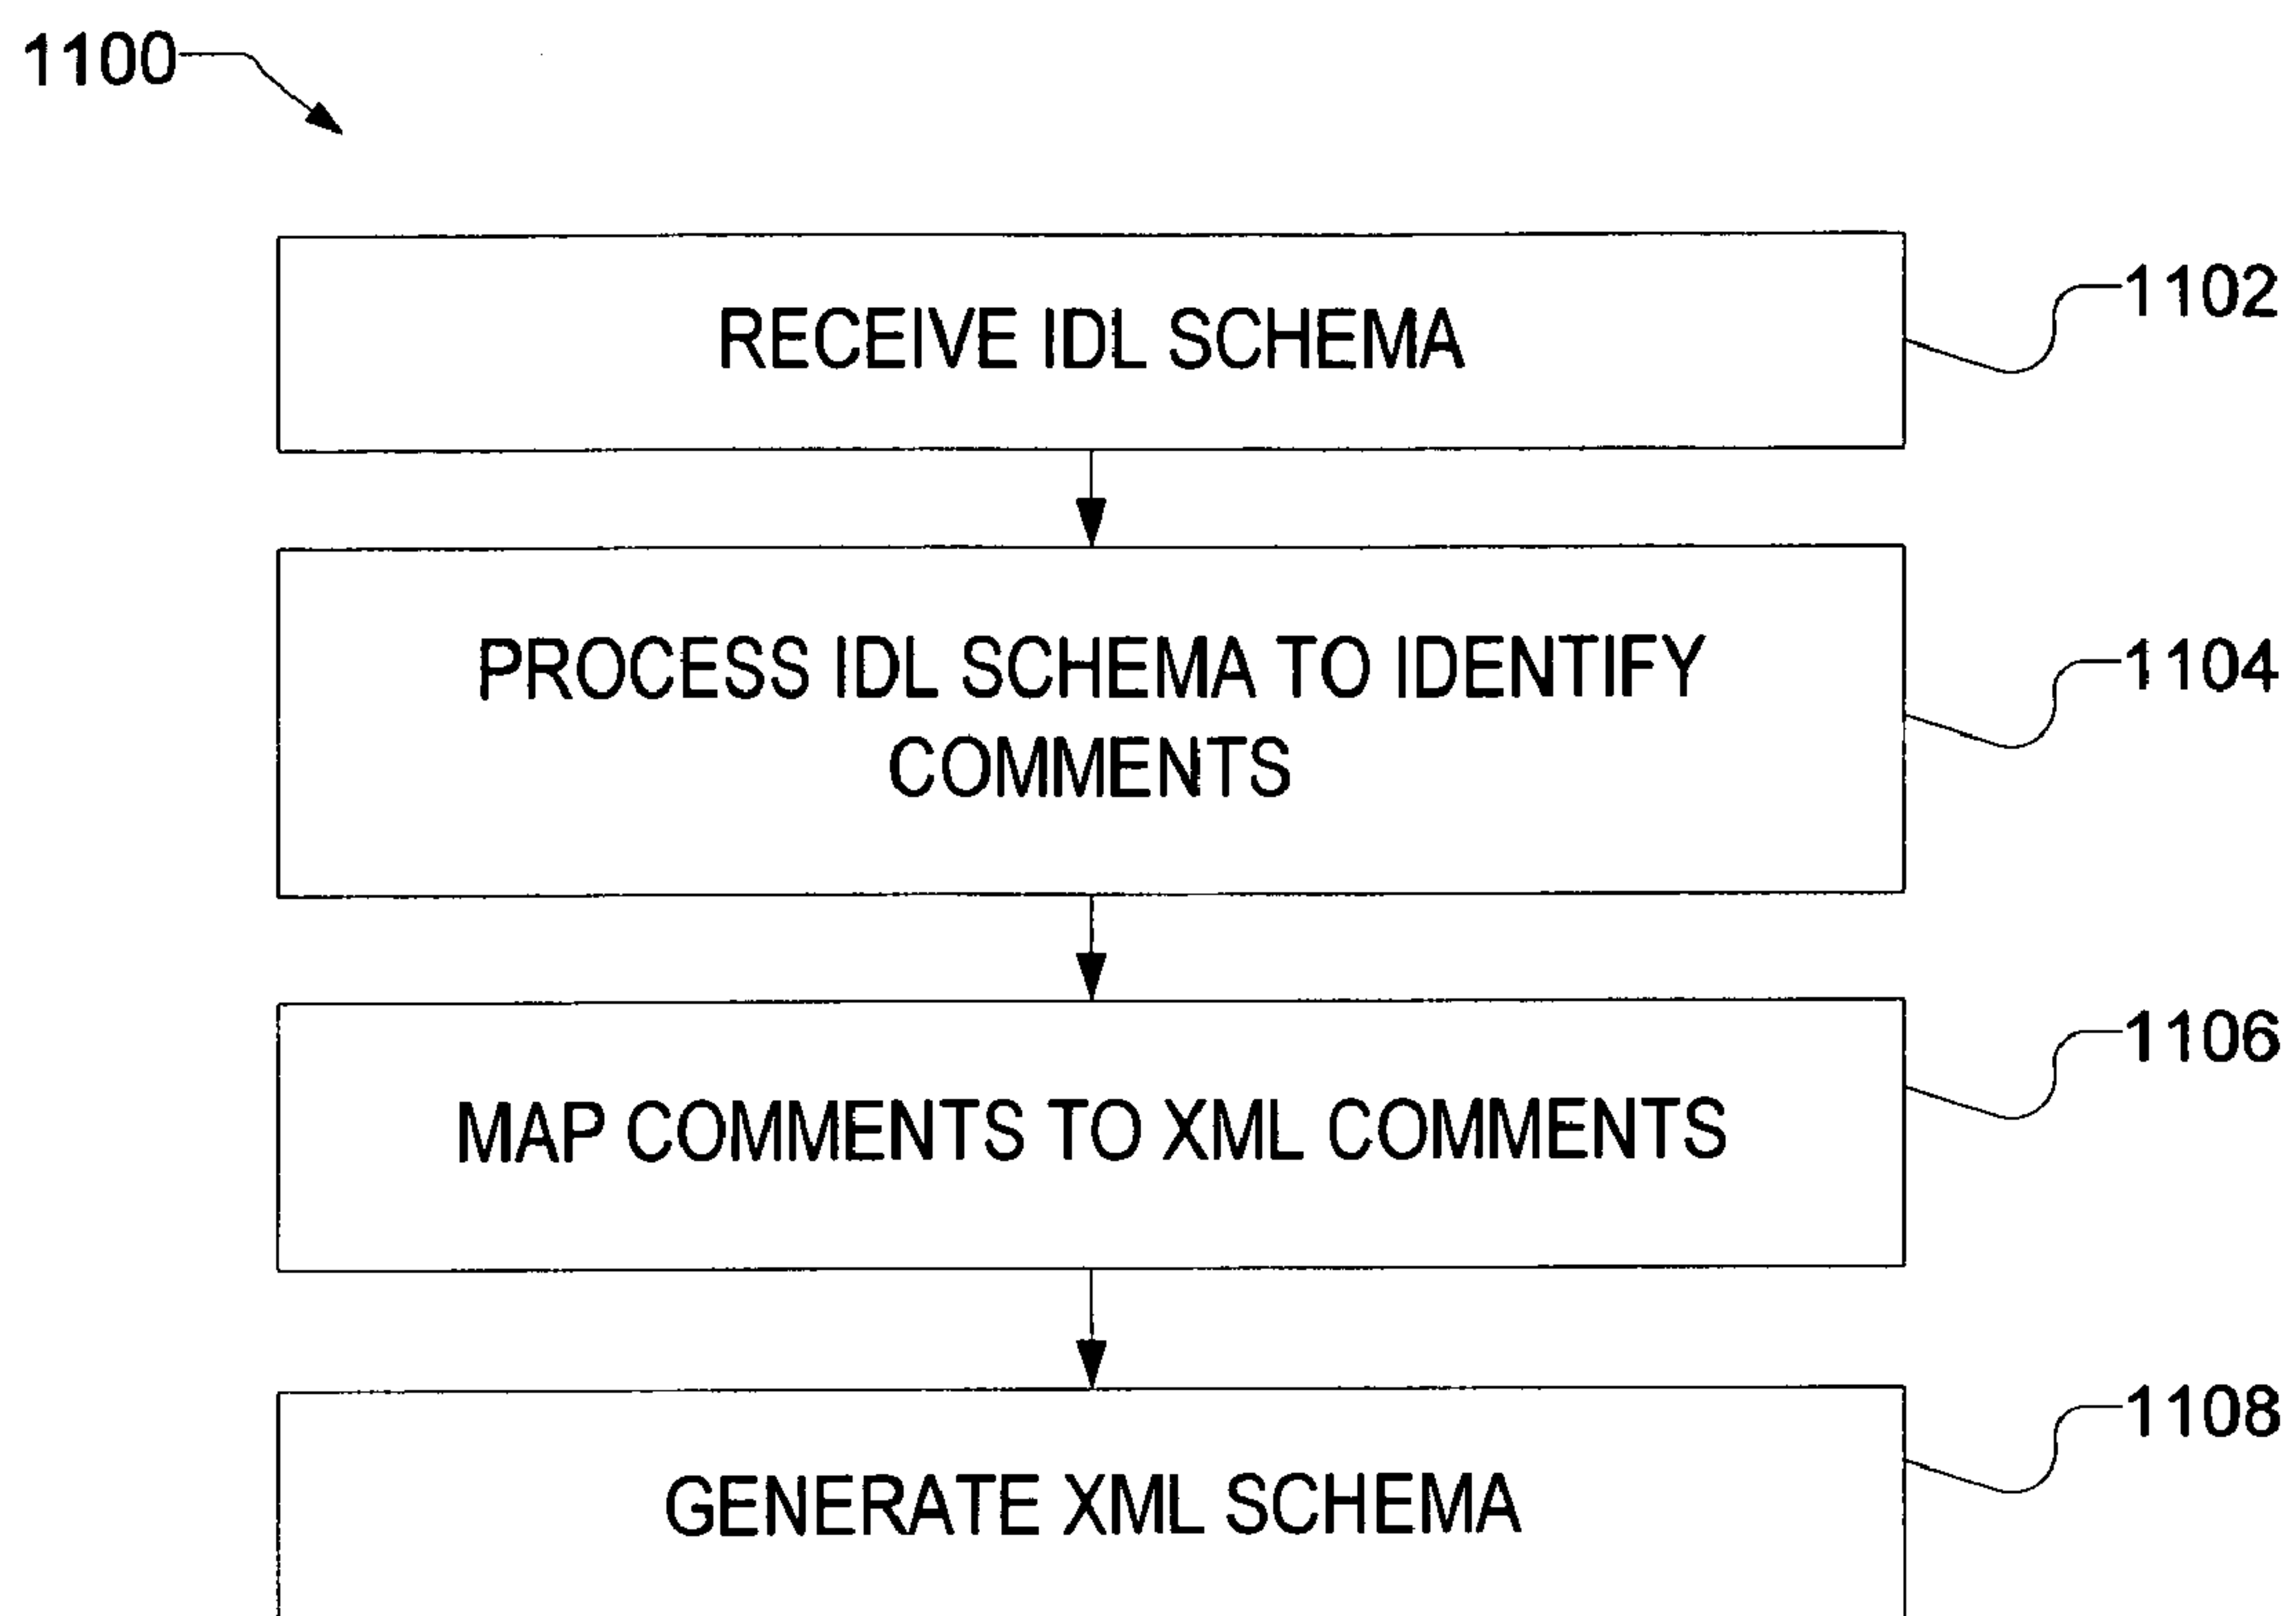 1100
RECEIVE IDL SCHEMA
1102
PROCESS IDL SCHEMA TO IDENTIFY
COMMENTS
1104
MAP COMMENTS TO XML COMMENTS
1106
GENERATE XML SCHEMA
1108